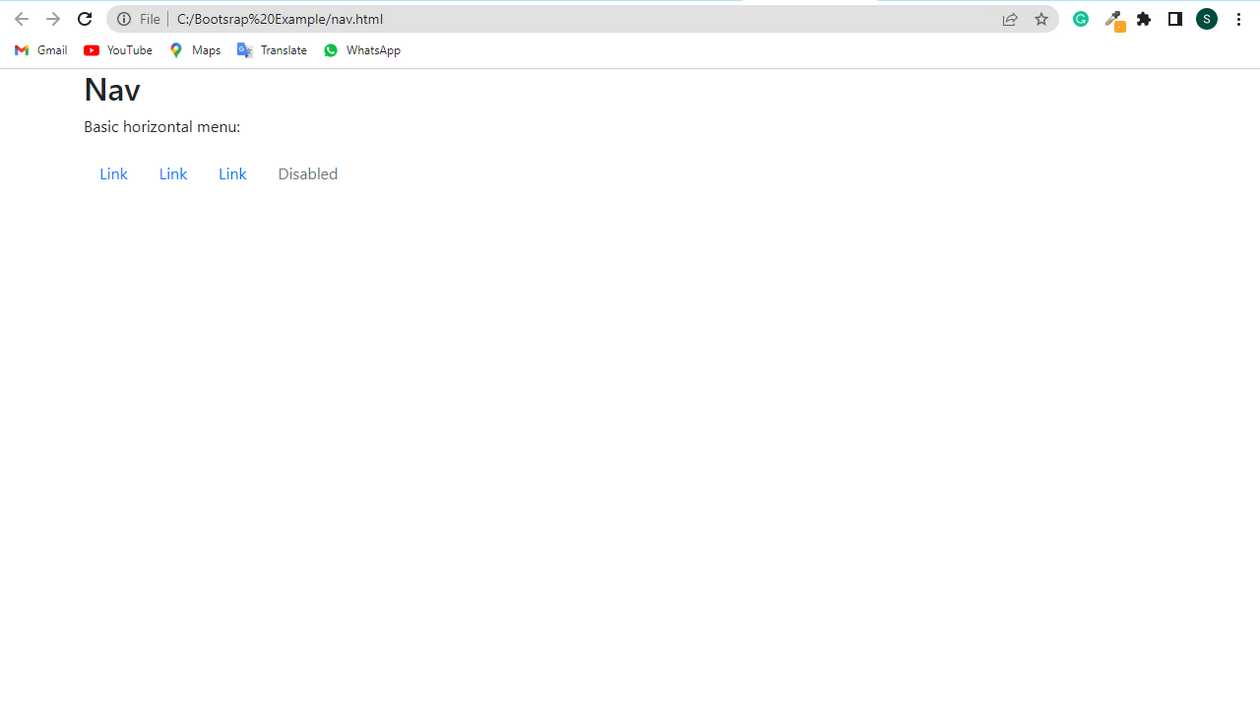 File C:/Bootsrap%20Example/nav.html S
Gmail YouTube Maps Translate WhatsApp
Nav
Basic horizontal menu:
Link Link Link Disabled